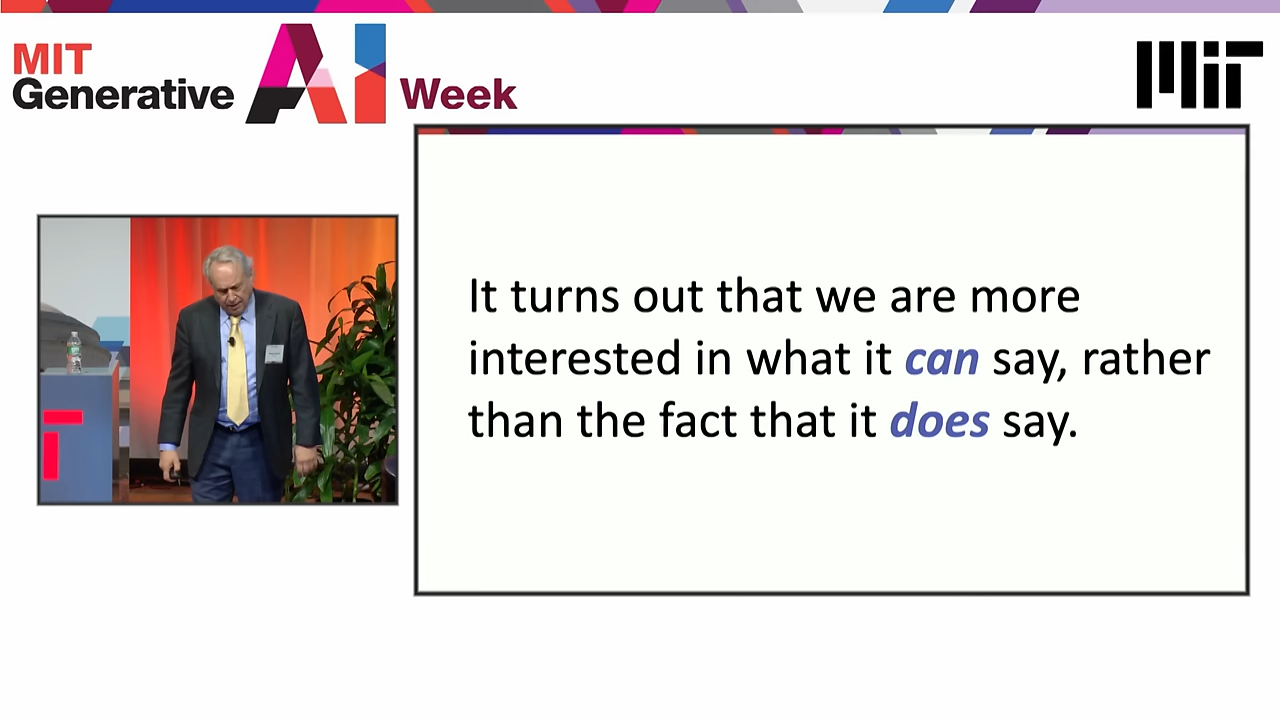 MIT
Generative AI Week
MIT
It turns out that we are more
interested in what it can say, rather
than the fact that it does say.